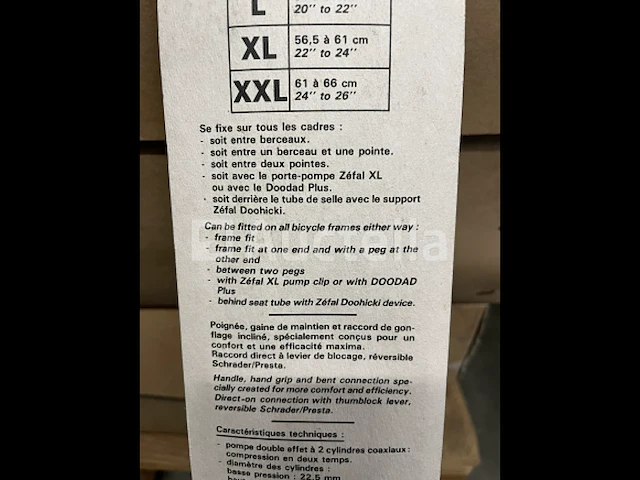 L 20'' to 22''
XL 56,5 à 61 cm
22'' to 24''
XXL 61 à 66 cm
24'' to 26''
Se fixe sur tous les cadres :
- soit entre berceaux.
- soit entre un berceau et une pointe.
- soit entre deux pointes.
- soit avec le porte-pompe Zéfal XL
ou avec le Doodad Plus.
- soit derrière le tube de selle avec le support
Zéfal Doohicki.
Can be fitted on all bicycle frames either way :
- frame fit
- frame fit at one end and with a peg at the
other end
- between two pegs
- with Zéfal XL pump clip or with DOODAD
Plus
- behind seat tube with Zéfal Doohicki device.
Poignée, gaine de maintien et raccord de gon-
flage incliné, spécialement conçus pour un
confort et une efficacité maxima.
Raccord direct à levier de blocage, réversible
Schrader/Presta.
Handle, hand grip and bent connection spe-
cially created for more comfort and efficiency.
Direct-on connection with thumblock lever,
reversible Schrader/Presta.
Caractéristiques techniques :
- pompe double effet à 2 cylindres coaxiaux :
compression en deux temps.
- diamètre des cylindres :
basse pression : 22,5 mm